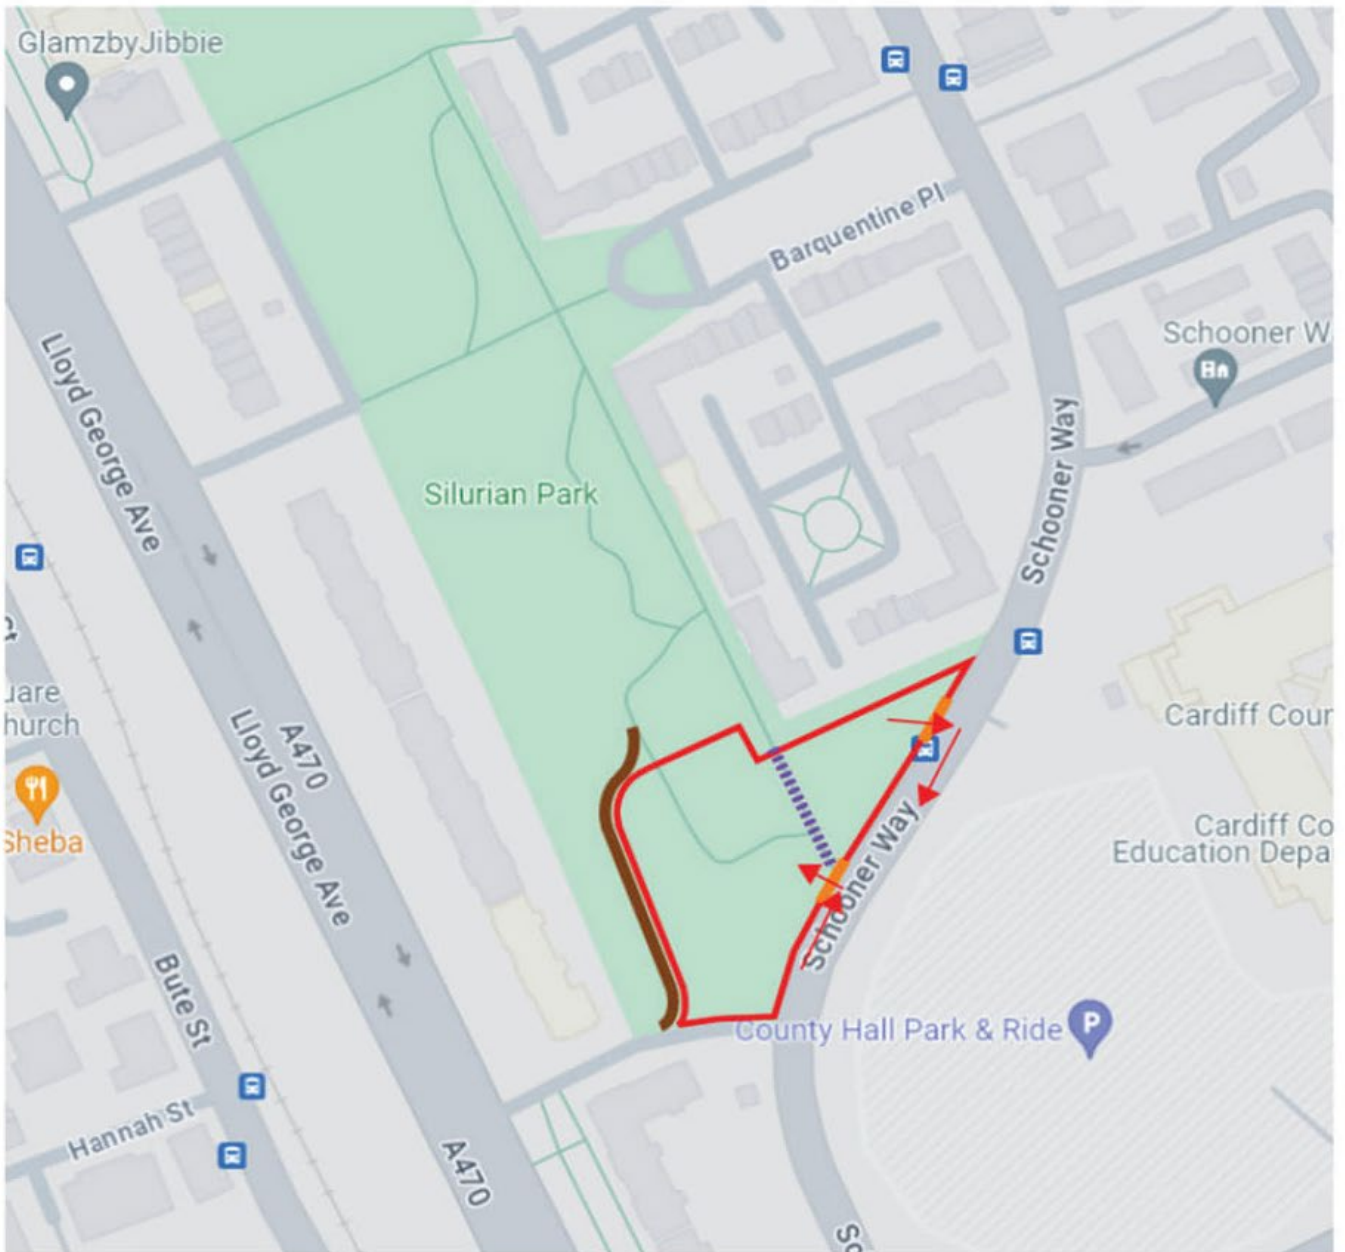 GlamzbyJibbie
Barquentine Pl
Schooner W
Lloyd George Ave
Schooner Way
Silurian Park
uare
hurch
A470
Lloyd George Ave
Cardiff Cour
Sheba
Schooner Way
Cardiff Co
Education Depa
Bute St
County Hall Park & Ride
P
Hannah St
A470
Sc